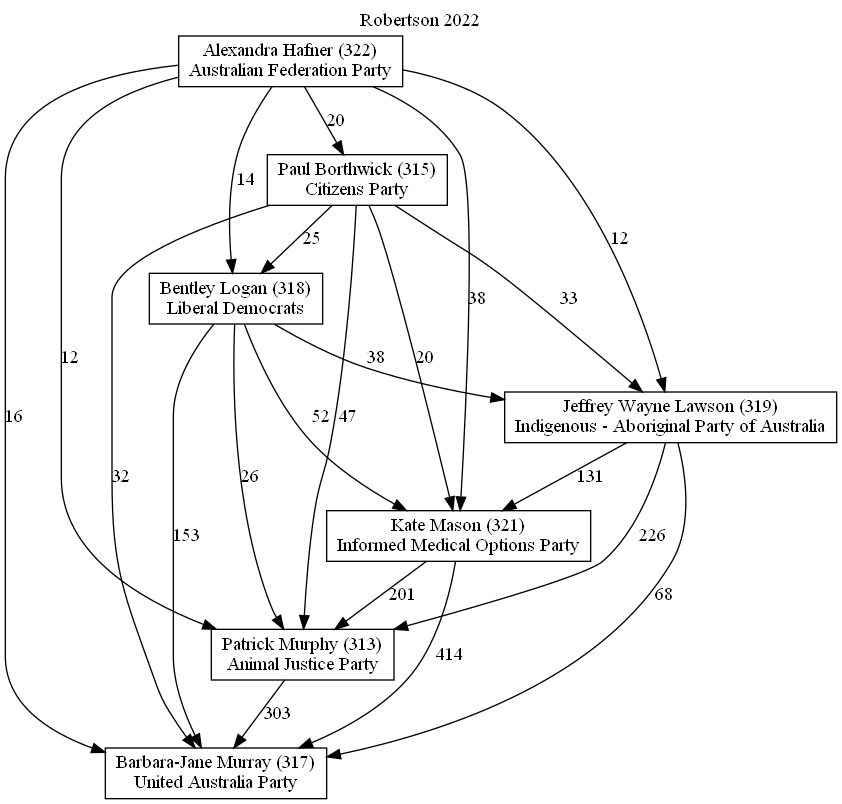 Robertson 2022
Alexandra Hafner (322)
Australian Federation Party
20
Paul Borthwick (315)
Citizens Party
14
25
12
Bentley Logan (318)
Liberal Democrats
38
33
12
38
20
16
52
47
Jeffrey Wayne Lawson (319)
Indigenous - Aboriginal Party of Australia
32
26
131
153
Kate Mason (321)
Informed Medical Options Party
226
201
68
Patrick Murphy (313)
Animal Justice Party
414
303
Barbara-Jane Murray (317)
United Australia Party